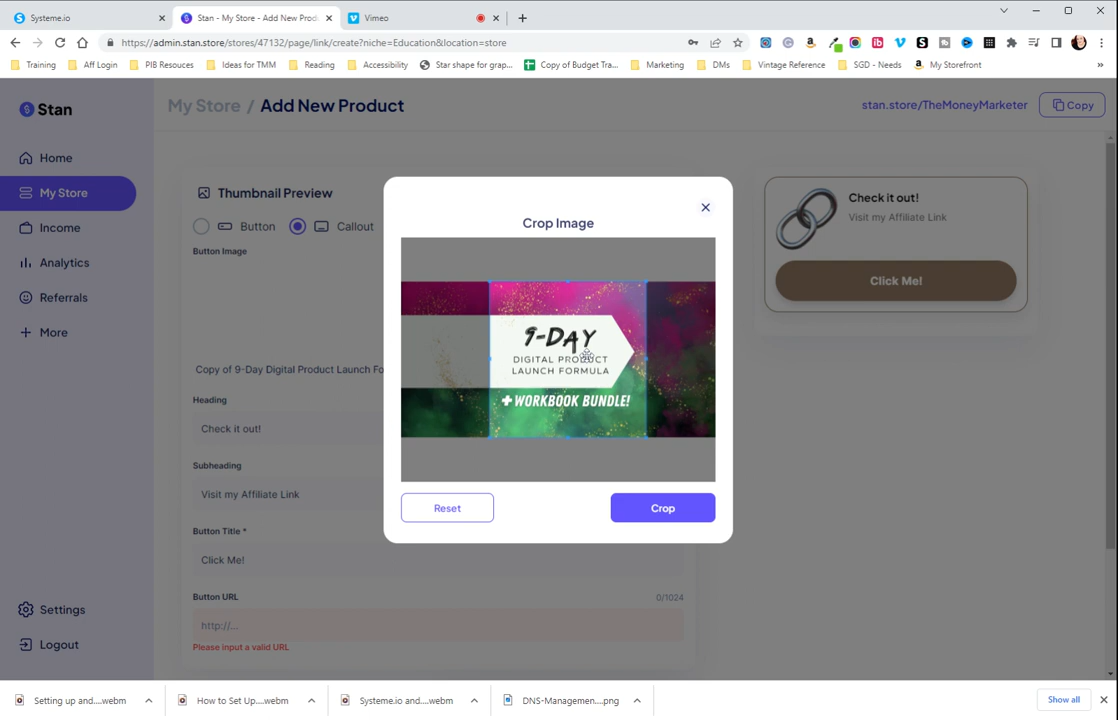 Systeme.io
Stan - My Store - Add New Produ
Vimeo
https://admin.stan.store/stores/47132/page/link/create?niche=Education&location=store
Training
Aff Login
PIB Resouces
Ideas for TMM
Reading
Accessibility
Star shape for grap...
Copy of Budget Tra...
Marketing
DMs
Vintage Reference
SGD - Needs
My Storefront
»
Stan
My Store / Add New Product
stan.store/TheMoneyMarketer
Copy
Home
My Store
Income
Analytics
Referrals
More
Settings
Logout
Thumbnail Preview
Button
Callout
Button Image
Copy of 9-Day Digital Product Launch Fo
Heading
Check it out!
Subheading
Visit my Affiliate Link
Button Title *
Click Me!
Button URL
0/1024
http://...
Please input a valid URL
Crop Image
9-DAY
DIGITAL PRODUCT
LAUNCH FORMULA
+ WORKBOOK BUNDLE!
Reset
Crop
Check it out!
Visit my Affiliate Link
Click Me!
Setting up and....webm
How to Set Up....webm
Systeme.io and....webm
DNS-Managemen....png
Show all